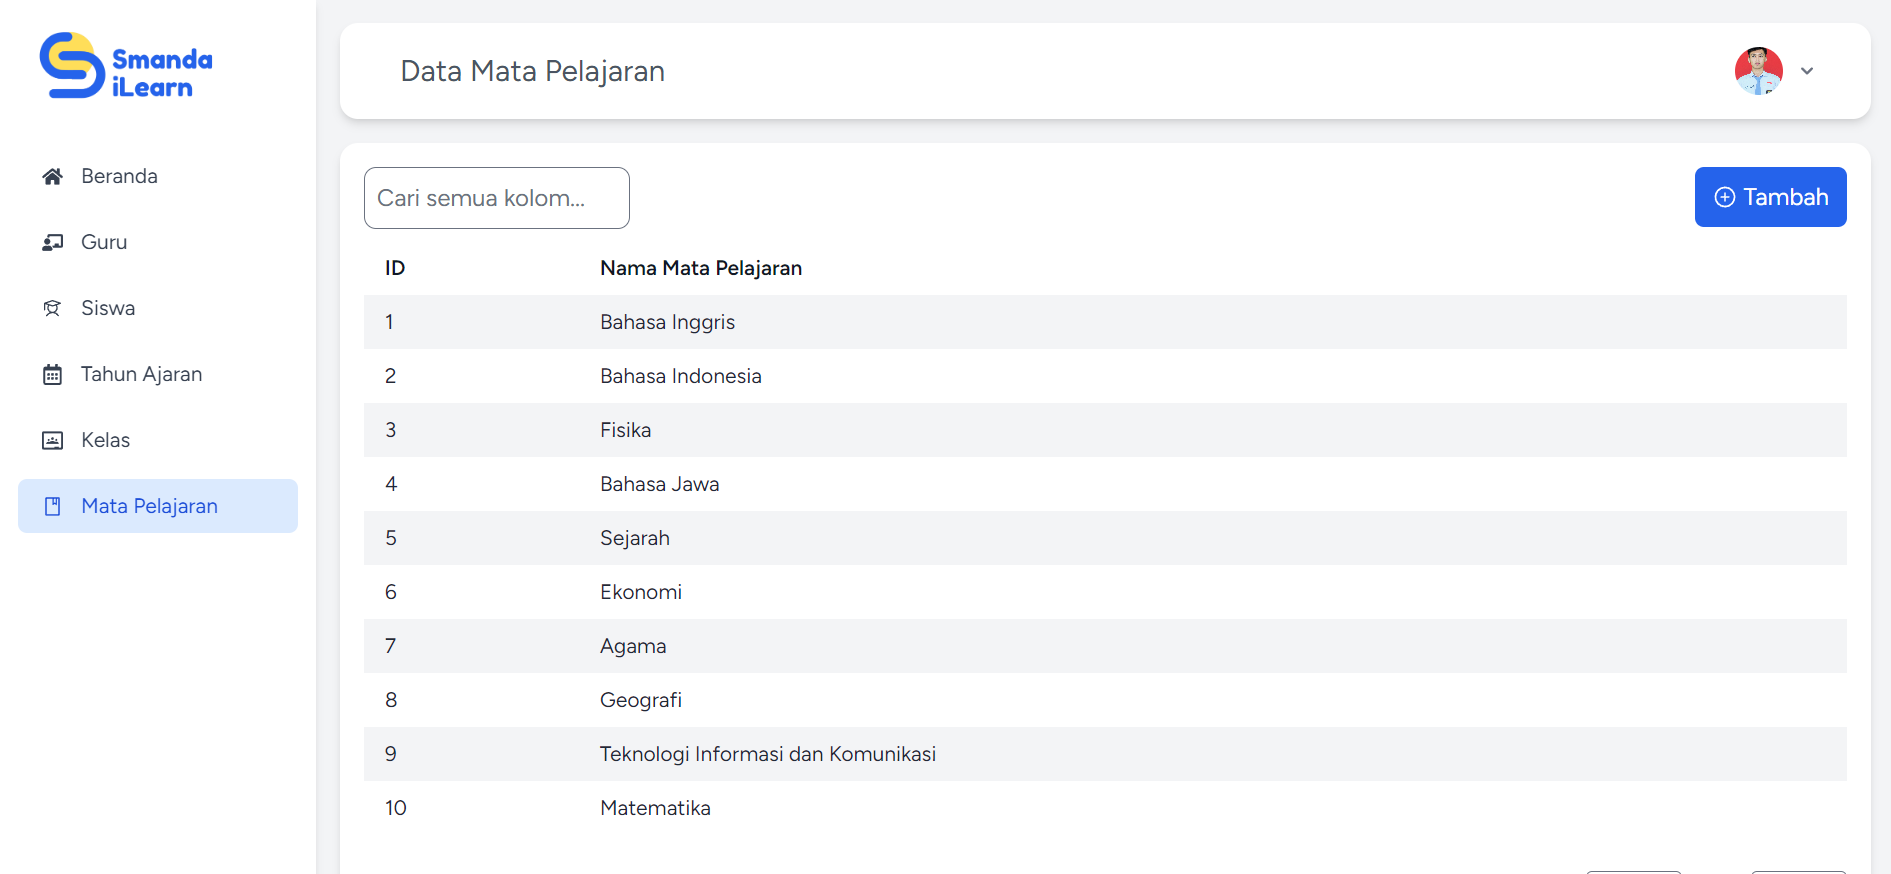 Smanda
iLearn
Beranda
Guru
Siswa
Tahun Ajaran
Kelas
Mata Pelajaran
Data Mata Pelajaran
Cari semua kolom...
Tambah
ID Nama Mata Pelajaran
1 Bahasa Inggris
2 Bahasa Indonesia
3 Fisika
4 Bahasa Jawa
5 Sejarah
6 Ekonomi
7 Agama
8 Geografi
9 Teknologi Informasi dan Komunikasi
10 Matematika